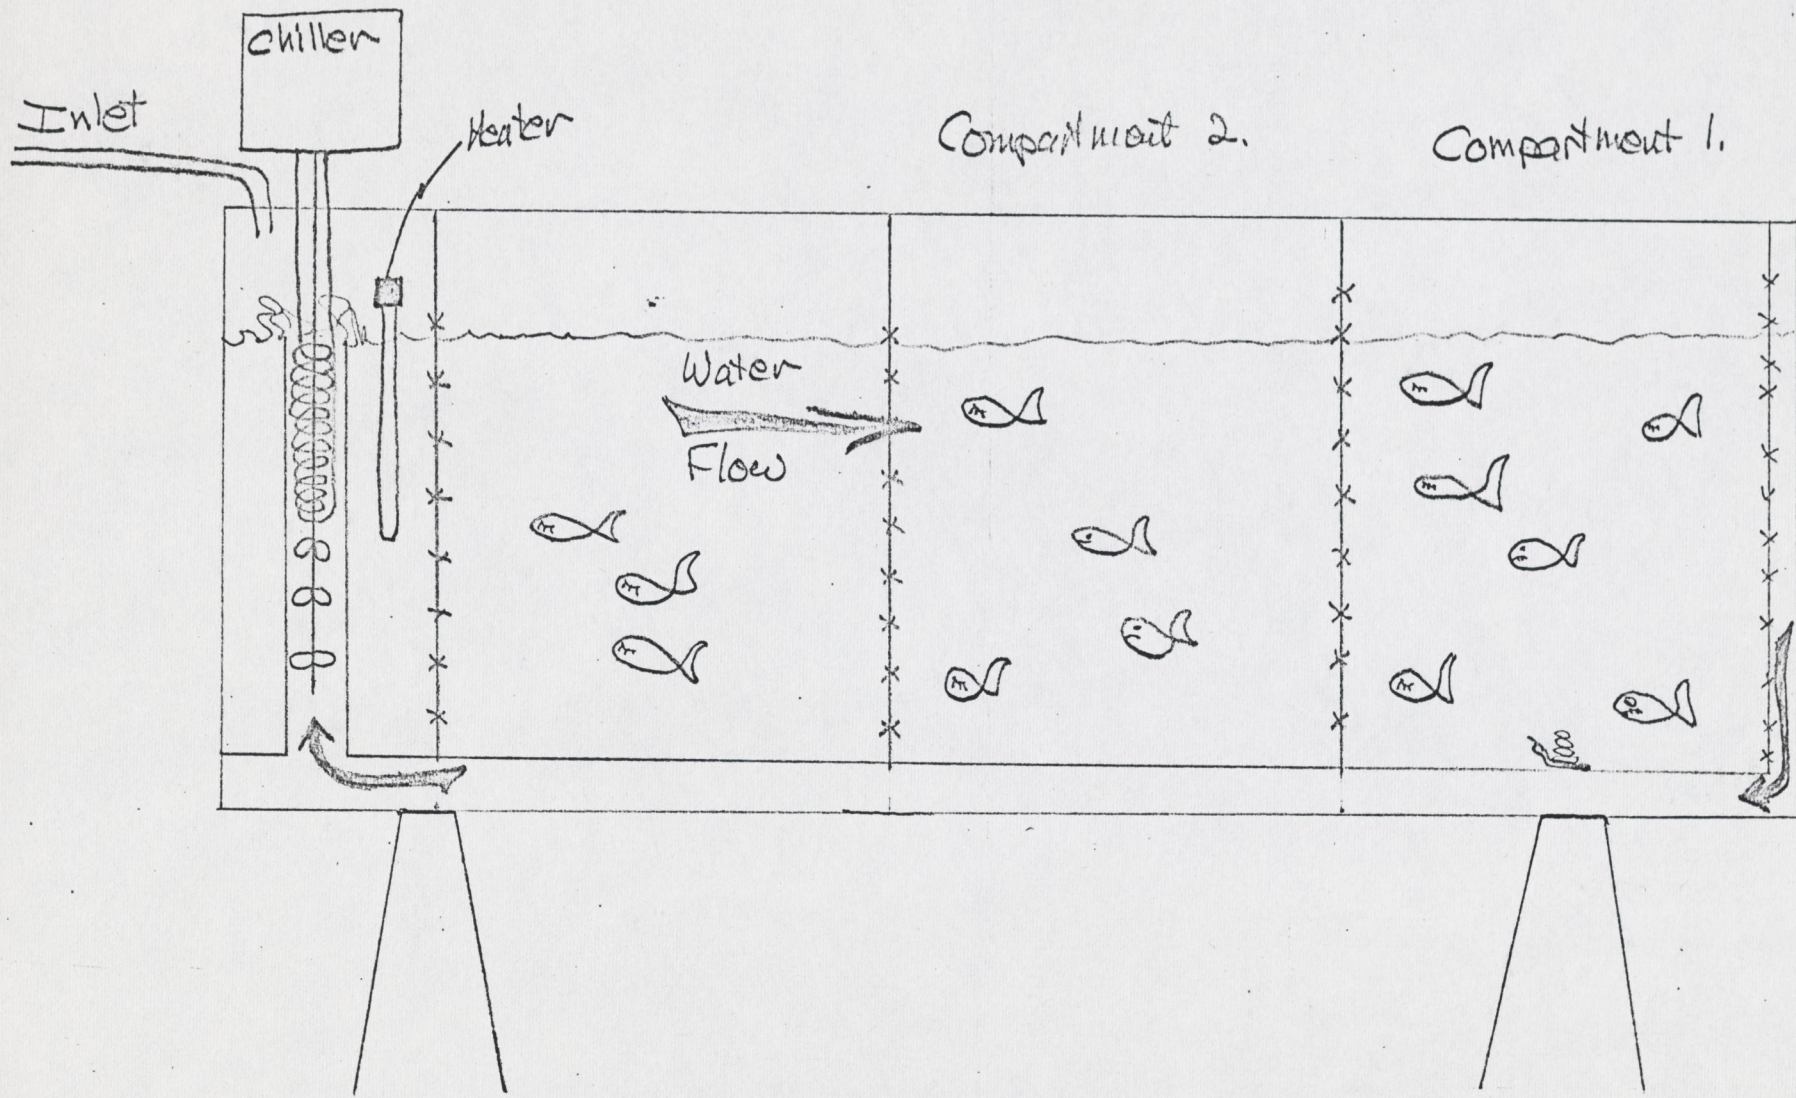 chiller
Inlet
Heater
Compartment 2.
Compartment 1.
Water
Flow